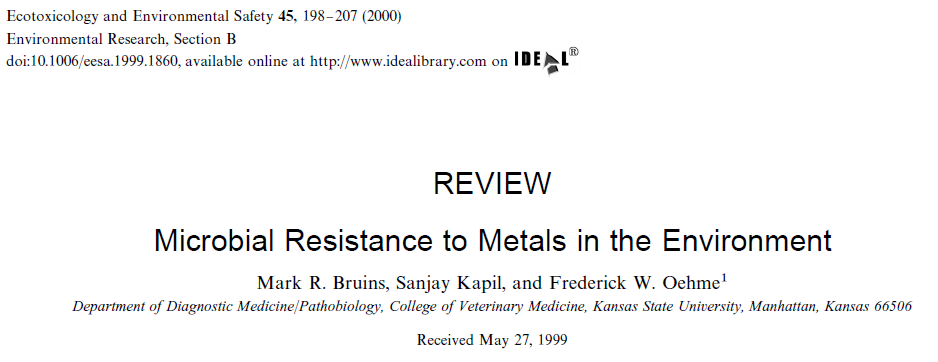 Ecotoxicology and Environmental Safety 45, 198–207 (2000)
Environmental Research, Section B
doi:10.1006/eesa.1999.1860, available online at http://www.idealibrary.com on IDEAL®
REVIEW
Microbial Resistance to Metals in the Environment
Mark R. Bruins, Sanjay Kapil, and Frederick W. Oehme1
Department of Diagnostic Medicine/Pathobiology, College of Veterinary Medicine, Kansas State University, Manhattan, Kansas 66506
Received May 27, 1999